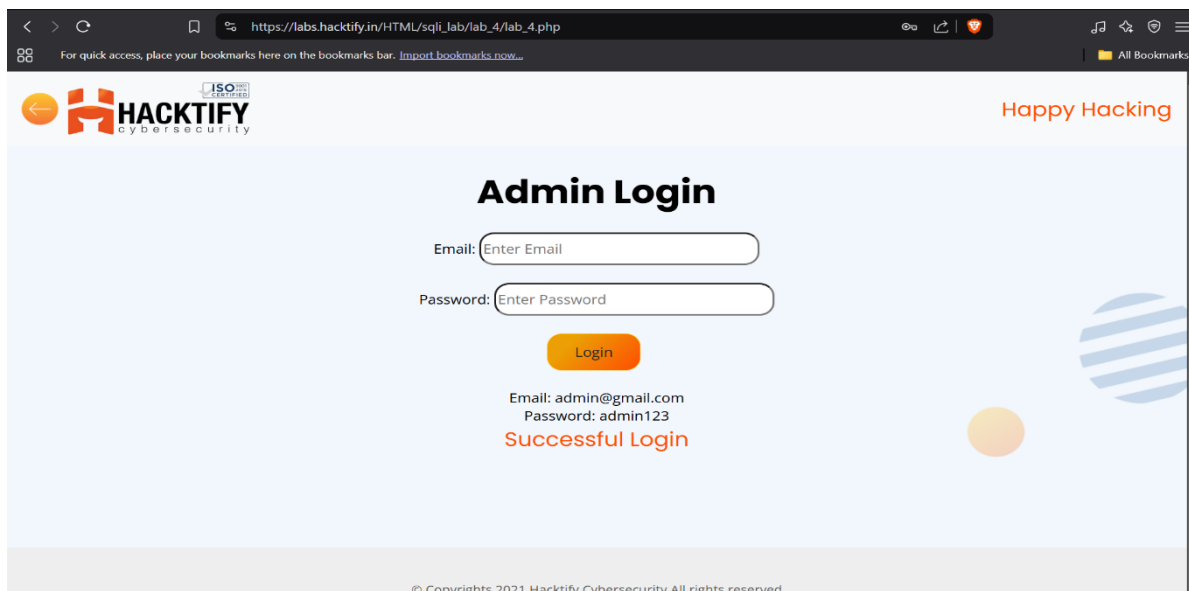 https://labs.hacktify.in/HTML/sqli_lab/lab_4/lab_4.php
For quick access, place your bookmarks here on the bookmarks bar. Import bookmarks now...
All Bookmarks
ISO
CERTIFIED
HACKTIFY
cybersecurity
Happy Hacking
Admin Login
Email: Enter Email
Password: Enter Password
Login
Email: admin@gmail.com
Password: admin123
Successful Login
© Copyrights 2021 Hacktify Cybersecurity All rights reserved